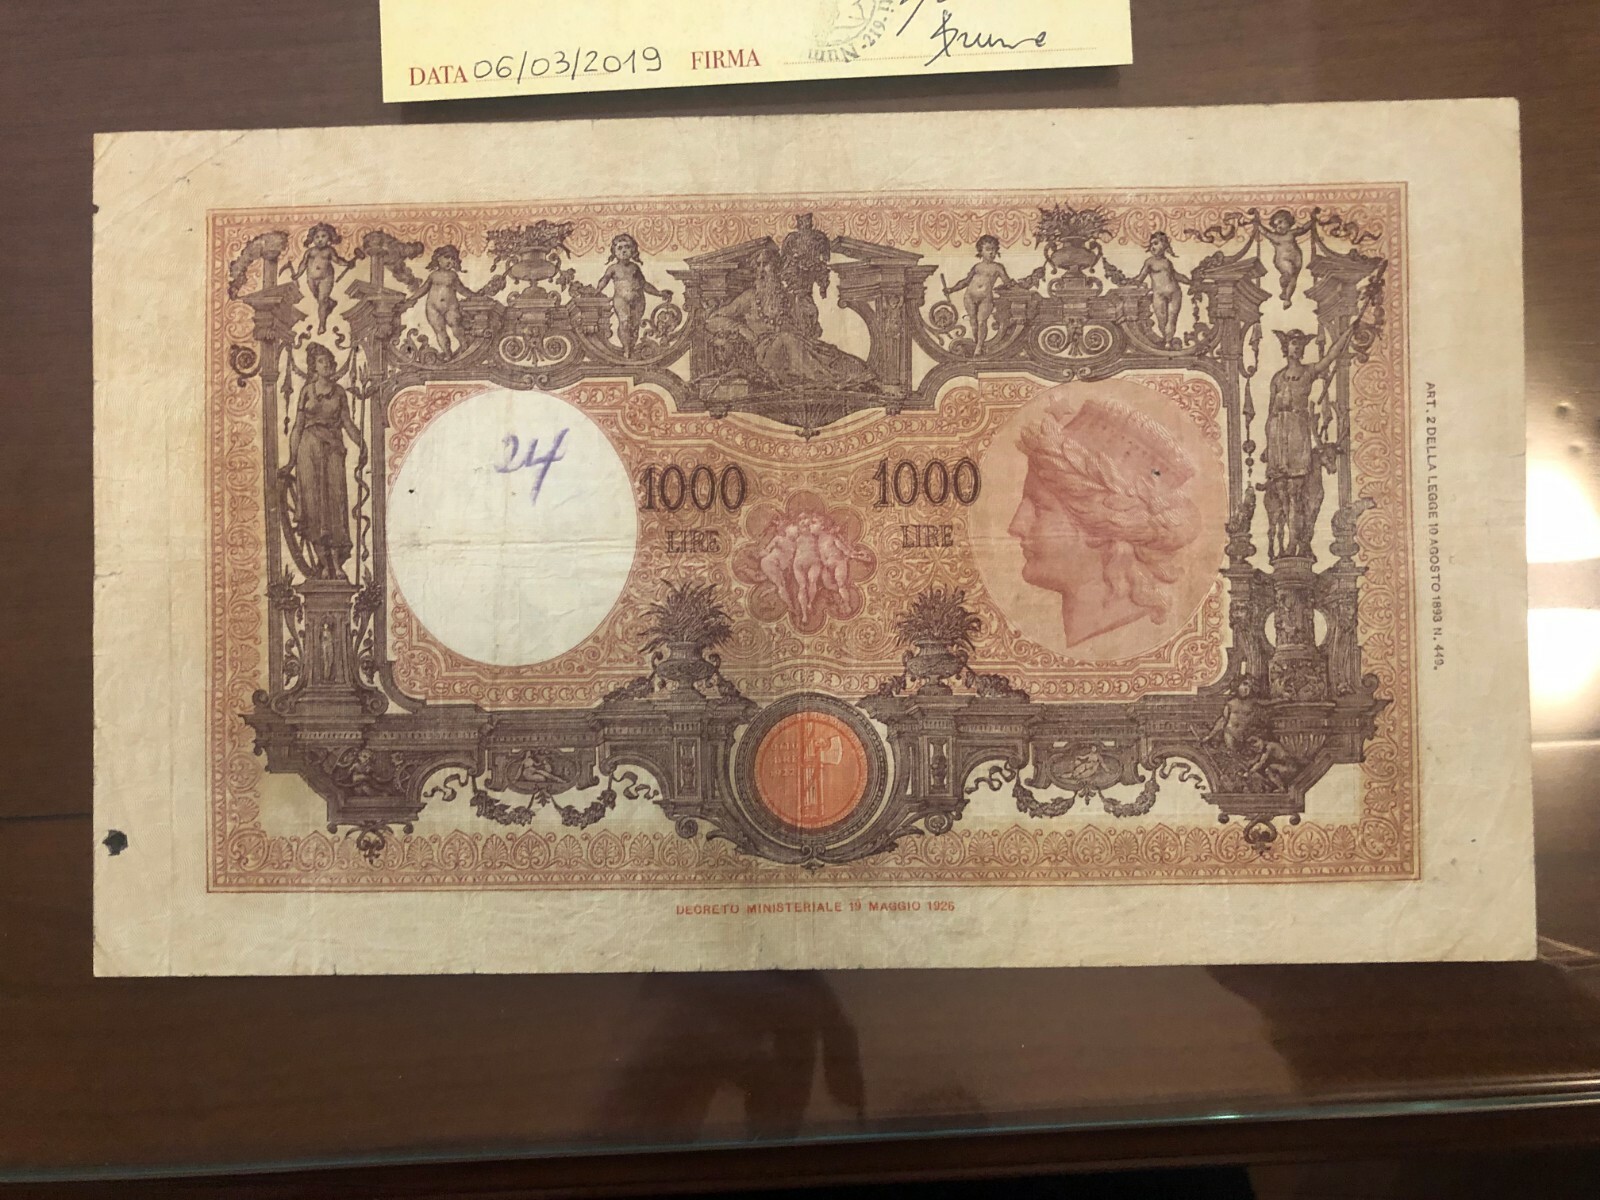 DATA 06/03/2019 FIRMA
24
1000 1000
LIRE LIRE
ART. 2 DELLA LEGGE 10 AGOSTO 1893 N. 449.
DECRETO MINISTERIALE 19 MAGGIO 1926